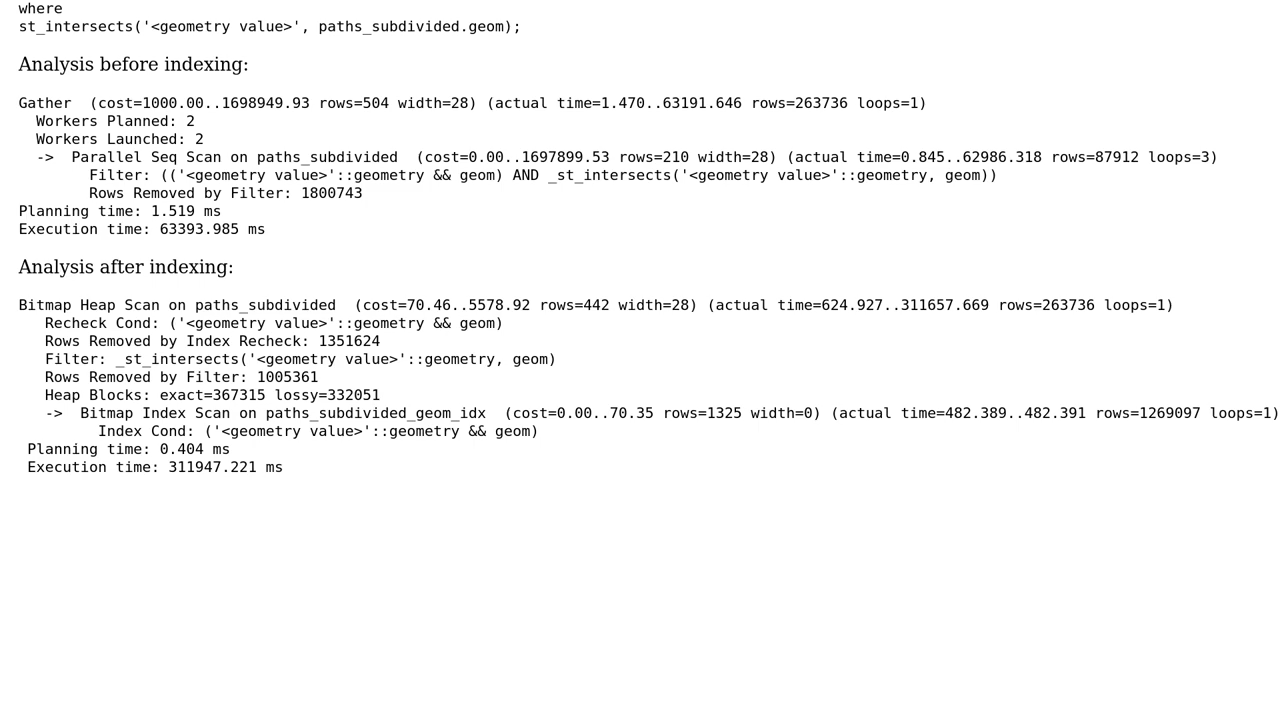 where
st_intersects('<geometry value>', paths_subdivided.geom);
Analysis before indexing:
Gather  (cost=1000.00..1698949.93 rows=504 width=28) (actual time=1.470..63191.646 rows=263736 loops=1)
  Workers Planned: 2
  Workers Launched: 2
  ->  Parallel Seq Scan on paths_subdivided  (cost=0.00..1697899.53 rows=210 width=28) (actual time=0.845..62986.318 rows=87912 loops=3)
        Filter: (('<geometry value>'::geometry && geom) AND _st_intersects('<geometry value>'::geometry, geom))
        Rows Removed by Filter: 1800743
Planning time: 1.519 ms
Execution time: 63393.985 ms
Analysis after indexing:
Bitmap Heap Scan on paths_subdivided  (cost=70.46..5578.92 rows=442 width=28) (actual time=624.927..311657.669 rows=263736 loops=1)
   Recheck Cond: ('<geometry value>'::geometry && geom)
   Rows Removed by Index Recheck: 1351624
   Filter: _st_intersects('<geometry value>'::geometry, geom)
   Rows Removed by Filter: 1005361
   Heap Blocks: exact=367315 lossy=332051
   ->  Bitmap Index Scan on paths_subdivided_geom_idx  (cost=0.00..70.35 rows=1325 width=0) (actual time=482.389..482.391 rows=1269097 loops=1)
         Index Cond: ('<geometry value>'::geometry && geom)
 Planning time: 0.404 ms
 Execution time: 311947.221 ms